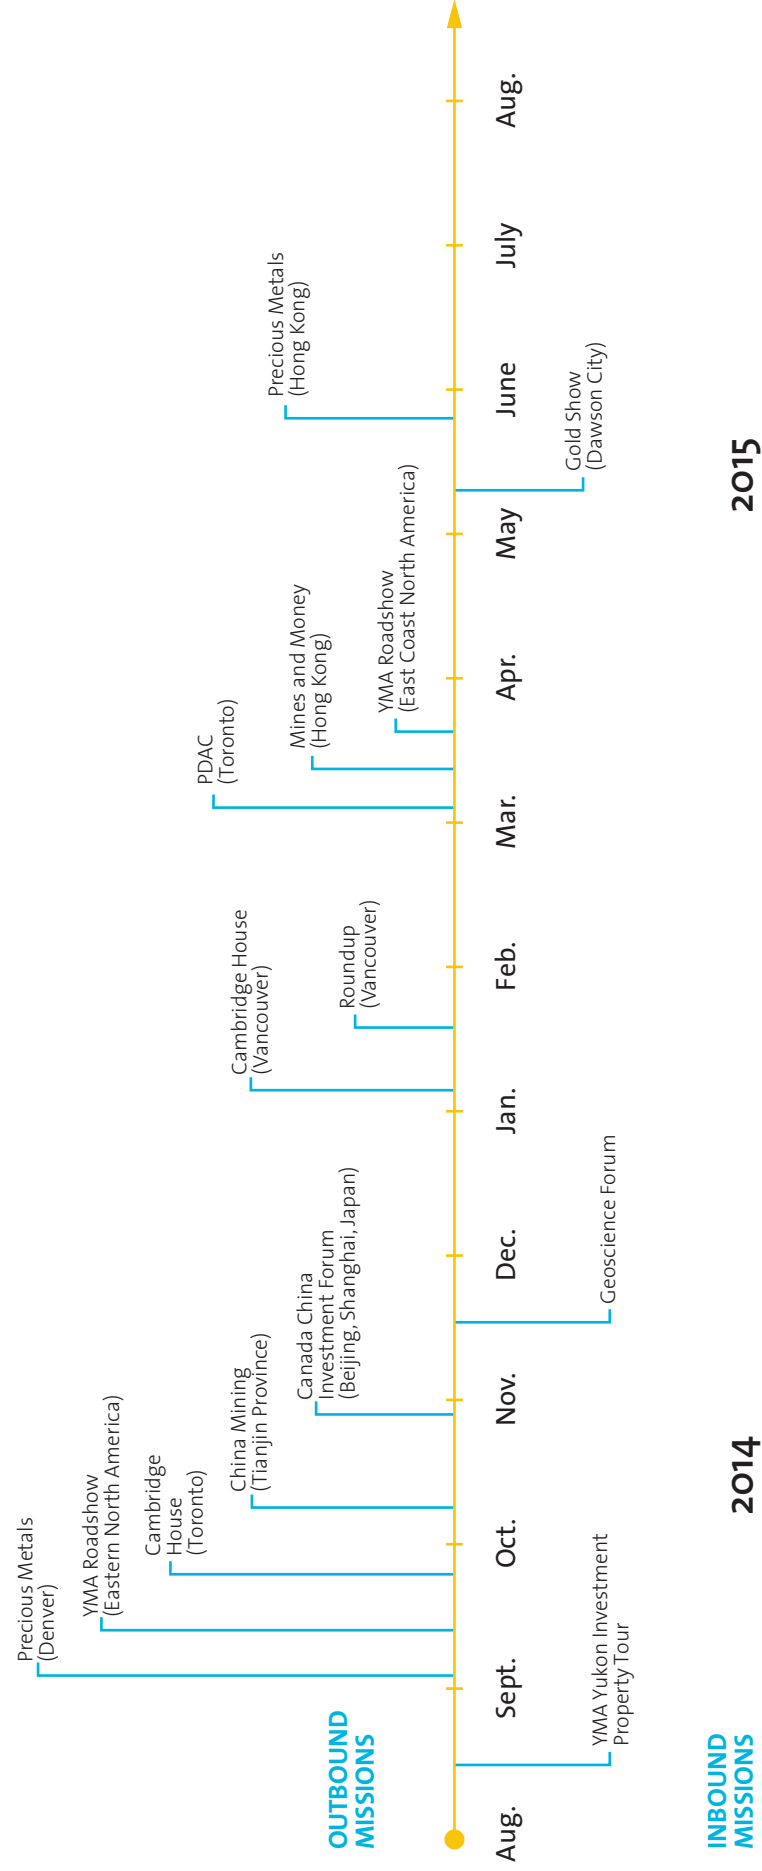 OUTBOUND
MISSIONS
Precious Metals
(Denver)
YMA Roadshow
(Eastern North America)
Cambridge
House
(Toronto)
China Mining
(Tianjin Province)
Canada China
Investment Forum
(Beijing, Shanghai, Japan)
Cambridge House
(Vancouver)
Roundup
(Vancouver)
PDAC
(Toronto)
Mines and Money
(Hong Kong)
YMA Roadshow
(East Coast North America)
Precious Metals
(Hong Kong)
Aug.
Sept.
Oct.
Nov.
Dec.
Jan.
Feb.
Mar.
Apr.
May
June
July
Aug.
YMA Yukon Investment
Property Tour
Geoscience Forum
Gold Show
(Dawson City)
INBOUND
MISSIONS
2014
2015